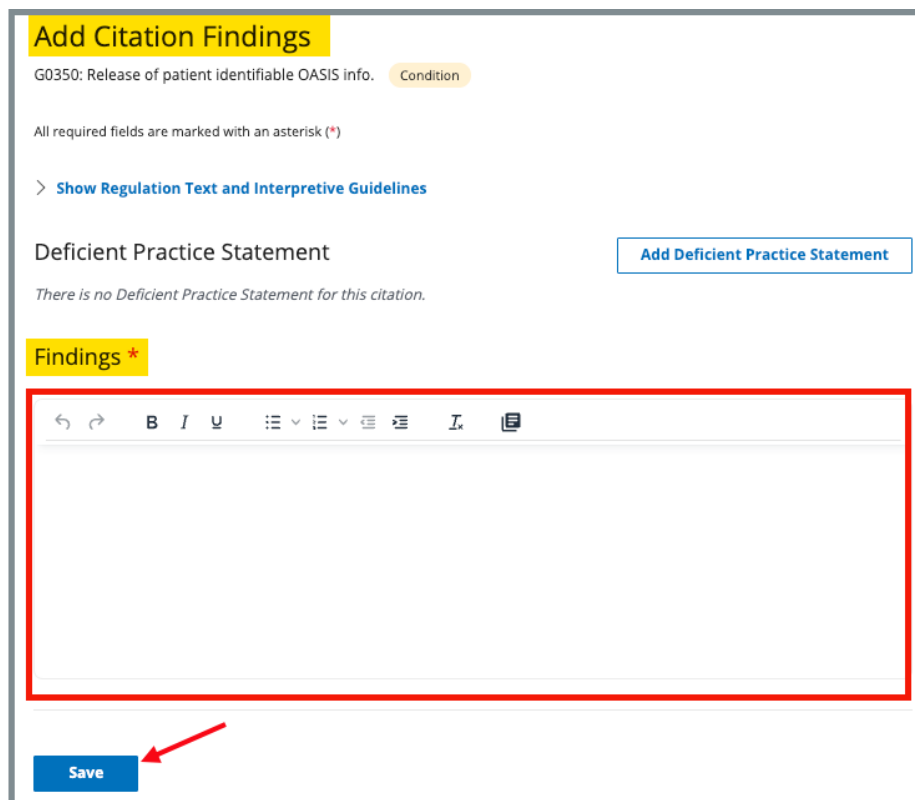 Add Citation Findings
G0350: Release of patient identifiable OASIS info. Condition
All required fields are marked with an asterisk (*)
Show Regulation Text and Interpretive Guidelines
Deficient Practice Statement
Add Deficient Practice Statement
There is no Deficient Practice Statement for this citation.
Findings *
B I U
Save